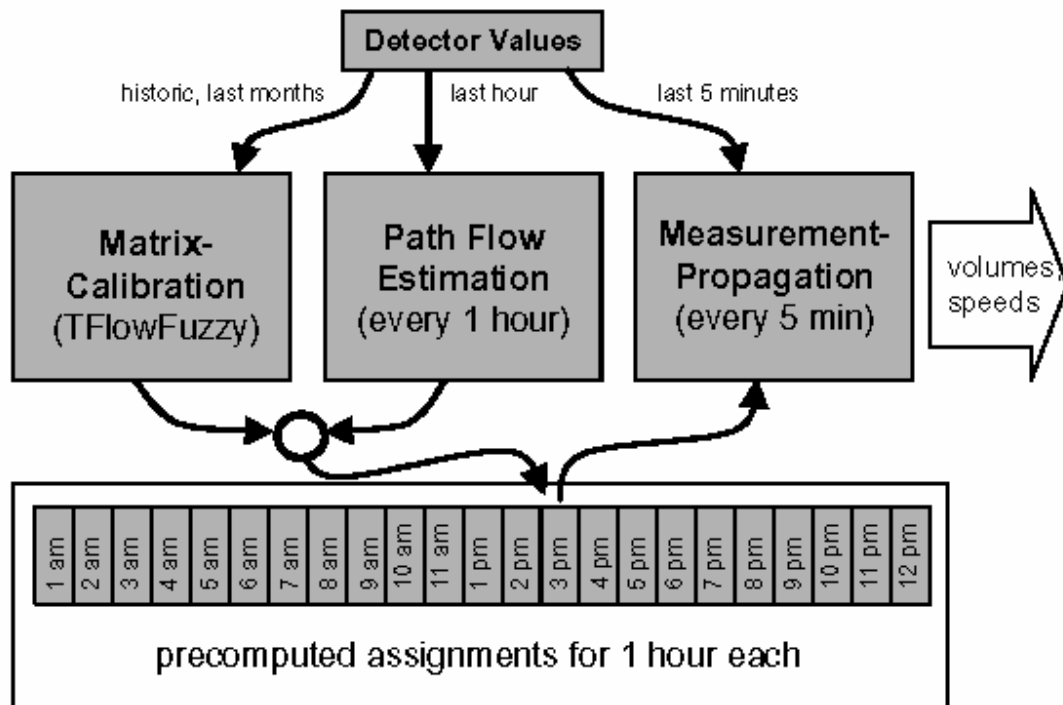 Detector Values
historic, last months
last hour
last 5 minutes
Matrix-
Calibration
(TFlowFuzzy)
Path Flow
Estimation
(every 1 hour)
Measurement-
Propagation
(every 5 min)
volumes,
speeds
1 am
2 am
3 am
4 am
5 am
6 am
7 am
8 am
9 am
10 am
11 am
1 pm
2 pm
3 pm
4 pm
5 pm
6 pm
7 pm
8 pm
9 pm
10 pm
11 pm
12 pm
precomputed assignments for 1 hour each